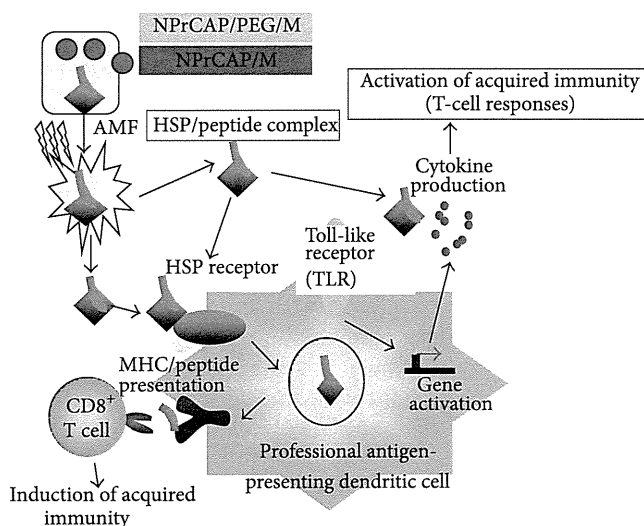 NPrCAP/PEG/M
NPrCAP/M
Activation of acquired immunity
(T-cell responses)
AMF
HSP/peptide complex
Cytokine
production
Toll-like
receptor
(TLR)
HSP receptor
MHC/peptide
presentation
Gene
activation
CD8+
T cell
Professional antigen-
presenting dendritic cell
Induction of acquired
immunity